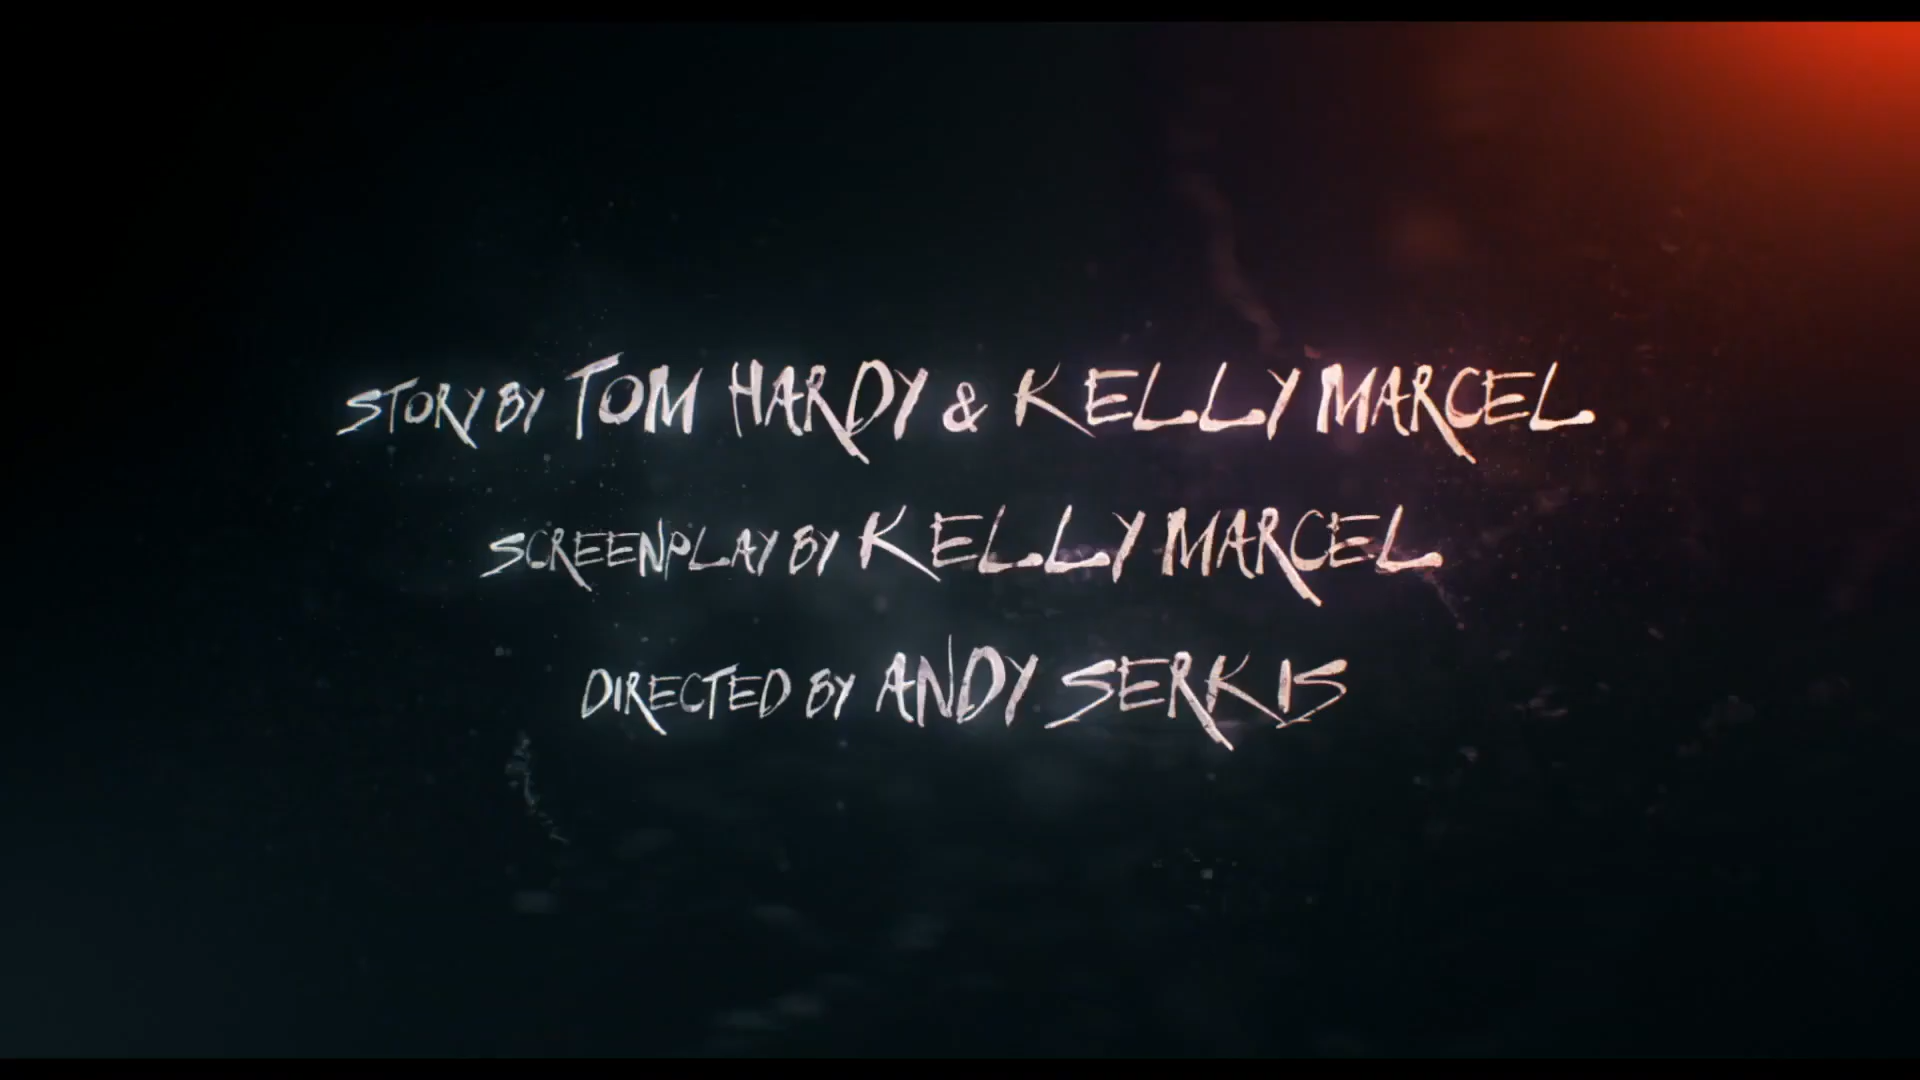 STORY BY TOM HARDY & KELLY MARCEL
SCREENPLAY BY KELLY MARCEL
DIRECTED BY ANDY SERKIS